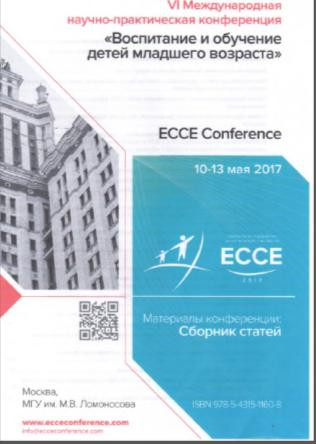 VI Международная
научно-практическая конференция
«Воспитание и обучение
детей младшего возраста»
ECCE Conference
10-13 мая 2017
ECCE
2017
Материалы конференции:
Сборник статей
Москва,
МГУ им. М.В. Ломоносова
www.ecceconference.com
info@ecceconference.com
ISBN 978-5-4315-1160-8